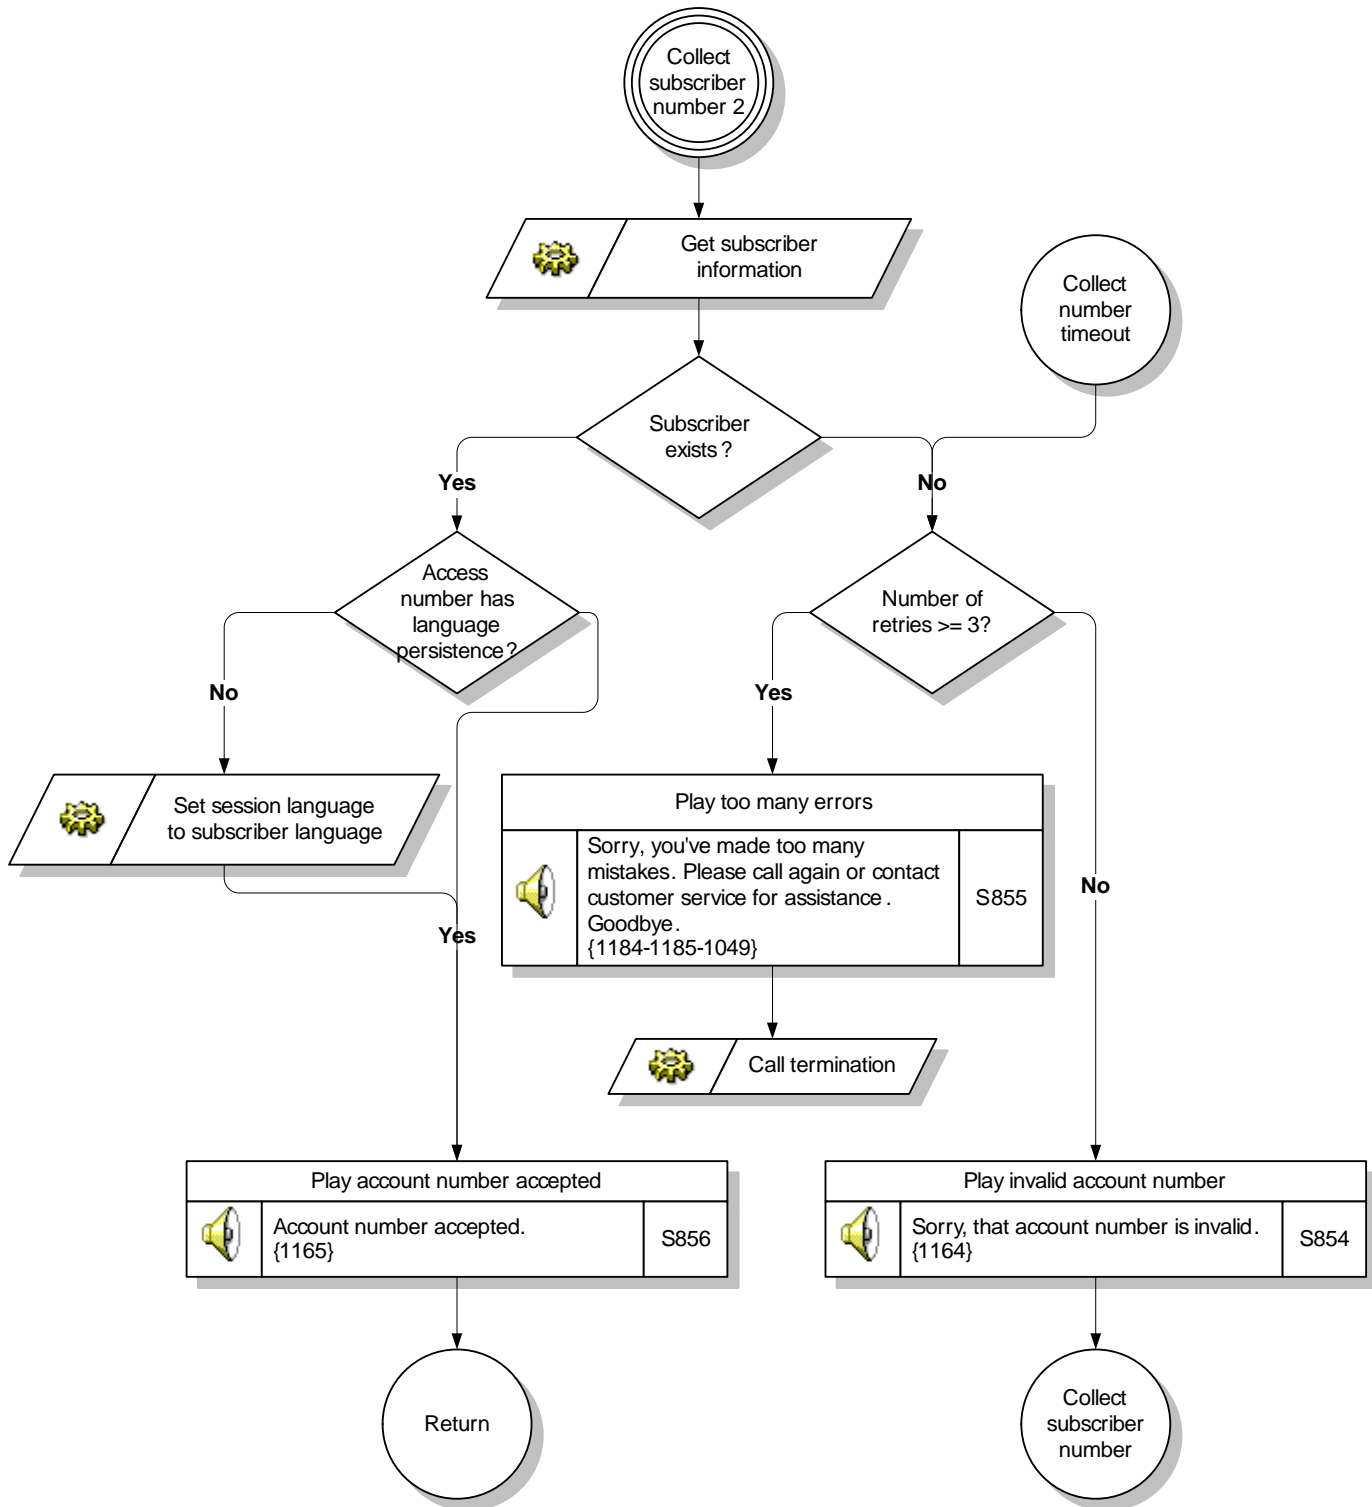 Collect
subscriber
number 2
Get subscriber
information
Collect
number
timeout
Subscriber
exists?
Yes
No
Access
number has
language
persistence?
Number of
retries >= 3?
No
Yes
Set session language
to subscriber language
Play too many errors
Sorry, you've made too many
mistakes. Please call again or contact
customer service for assistance.
Goodbye.
{1184-1185-1049}
S855
No
Yes
Call termination
Play account number accepted
Account number accepted.
{1165}
S856
Play invalid account number
Sorry, that account number is invalid.
{1164}
S854
Return
Collect
subscriber
number